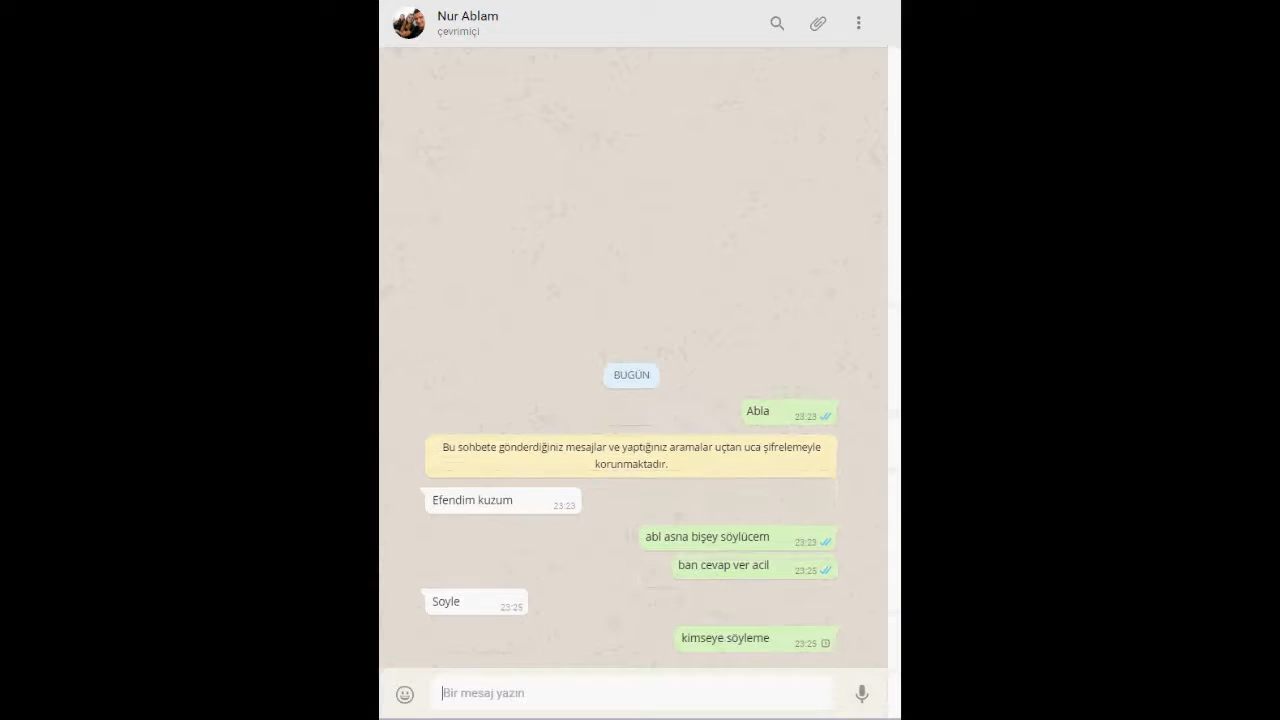 Nur Ablam
çevrimiçi
BUGÜN
Abla 23:23
Bu sohbete gönderdiğiniz mesajlar ve yaptığınız aramalar uçtan uca şifrelemeyle
korunmaktadır.
Efendim kuzum 23:23
abl asna bişey söylücem 23:23
ban cevap ver acil 23:25
Soyle 23:25
kimseye söyleme 23:25
Bir mesaj yazın